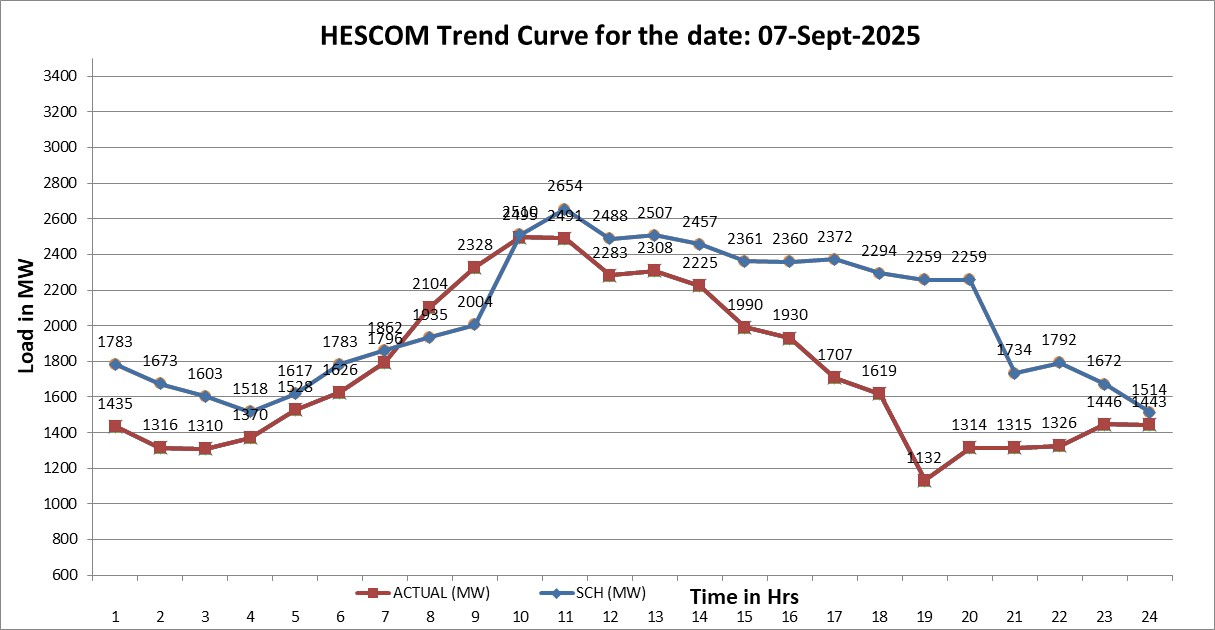 HESCOM Trend Curve for the date: 07-Sept-2025
Load in MW
3400
3200
3000
2800
2600
2400
2200
2000
1800
1600
1400
1200
1000
800
600
1783 1673 1603 1518 1617 1783 1862 1935 2004 2510 2654 2488 2507 2457 2361 2360 2372 2294 2259 2259 1734 1792 1672 1514
1435 1316 1310 1370 1528 1626 1796 2104 2328 2495 2491 2283 2308 2225 1990 1930 1707 1619 1132 1314 1315 1326 1446 1443
ACTUAL (MW) SCH (MW) Time in Hrs
1 2 3 4 5 6 7 8 9 10 11 12 13 14 15 16 17 18 19 20 21 22 23 24